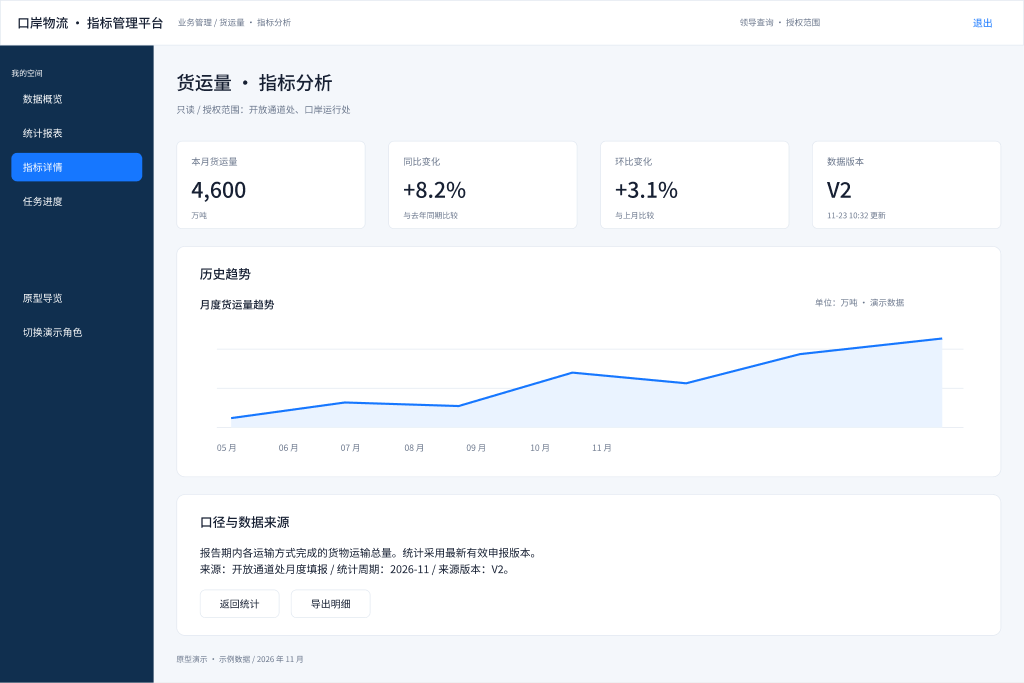 口岸物流 · 指标管理平台
业务管理 / 货运量 · 指标分析
领导查询 · 授权范围
退出
我的空间
数据概览
统计报表
指标详情
任务进度
原型导览
切换演示角色
货运量 · 指标分析
只读 / 授权范围：开放通道处、口岸运行处
本月货运量
4,600
万吨
同比变化
+8.2%
与去年同期比较
环比变化
+3.1%
与上月比较
数据版本
V2
11-23 10:32 更新
历史趋势
月度货运量趋势
单位：万吨 · 演示数据
05 月 06 月 07 月 08 月 09 月 10 月 11 月
口径与数据来源
报告期内各运输方式完成的货物运输总量。统计采用最新有效申报版本。
来源：开放通道处月度填报 / 统计周期：2026-11 / 来源版本：V2。
返回统计
导出明细
原型演示 · 示例数据 / 2026 年 11 月